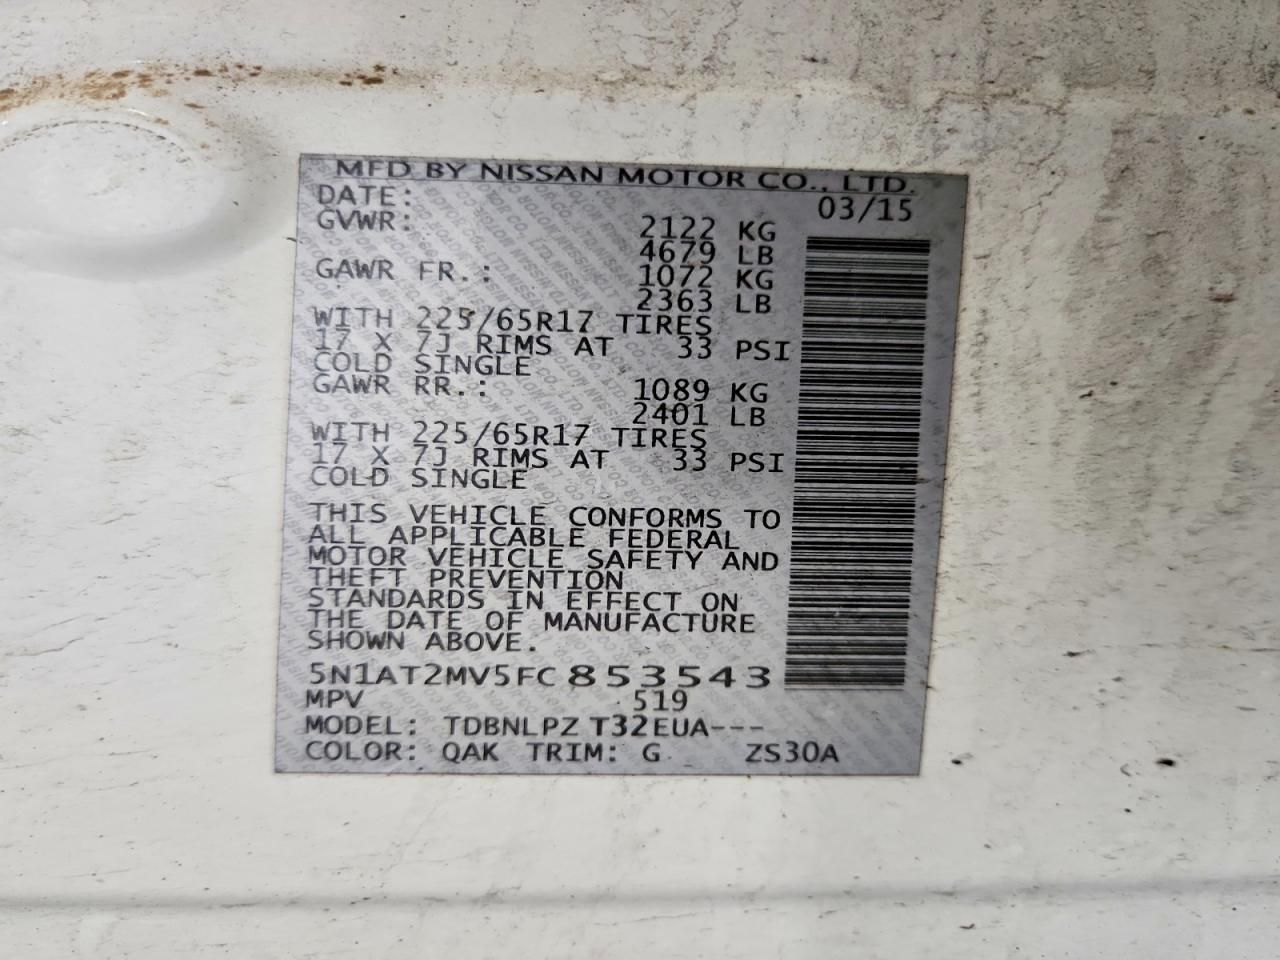 MFD BY NISSAN MOTOR CO., LTD.
DATE: 03/15
GVWR: 2122 KG
4679 LB
GAWR FR.: 1072 KG
2363 LB
WITH 225/65R17 TIRES
17 X 7J RIMS AT 33 PSI
COLD SINGLE
GAWR RR.: 1089 KG
2401 LB
WITH 225/65R17 TIRES
17 X 7J RIMS AT 33 PSI
COLD SINGLE
THIS VEHICLE CONFORMS TO
ALL APPLICABLE FEDERAL
MOTOR VEHICLE SAFETY AND
THEFT PREVENTION
STANDARDS IN EFFECT ON
THE DATE OF MANUFACTURE
SHOWN ABOVE.
5N1AT2MV5FC853543
MPV 519
MODEL: TDBNLPZ T32EUA---
COLOR: QAK TRIM: G ZS30A